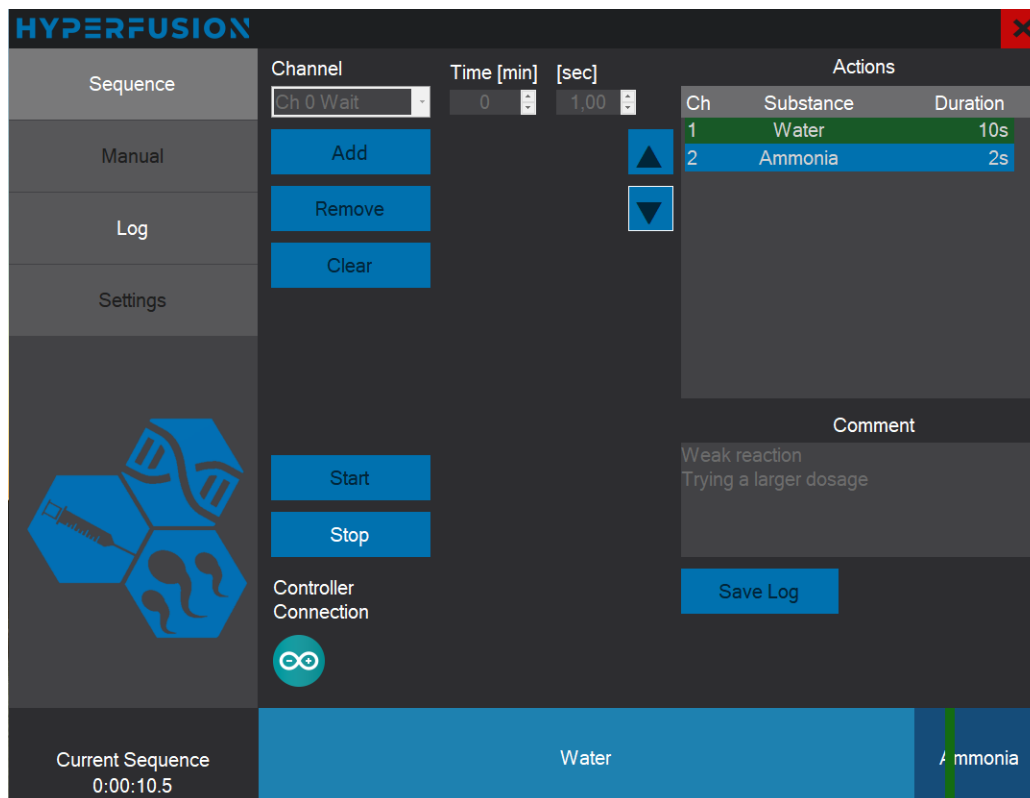 HYPERFUSION
Sequence
Manual
Log
Settings
Channel
Time [min] [sec]
Ch 0 Wait
0
1,00
Add
Remove
Clear
Start
Stop
Controller
Connection
Actions
Ch Substance Duration
1 Water 10s
2 Ammonia 2s
Comment
Weak reaction
Trying a larger dosage
Save Log
Current Sequence
0:00:10.5
Water
Ammonia